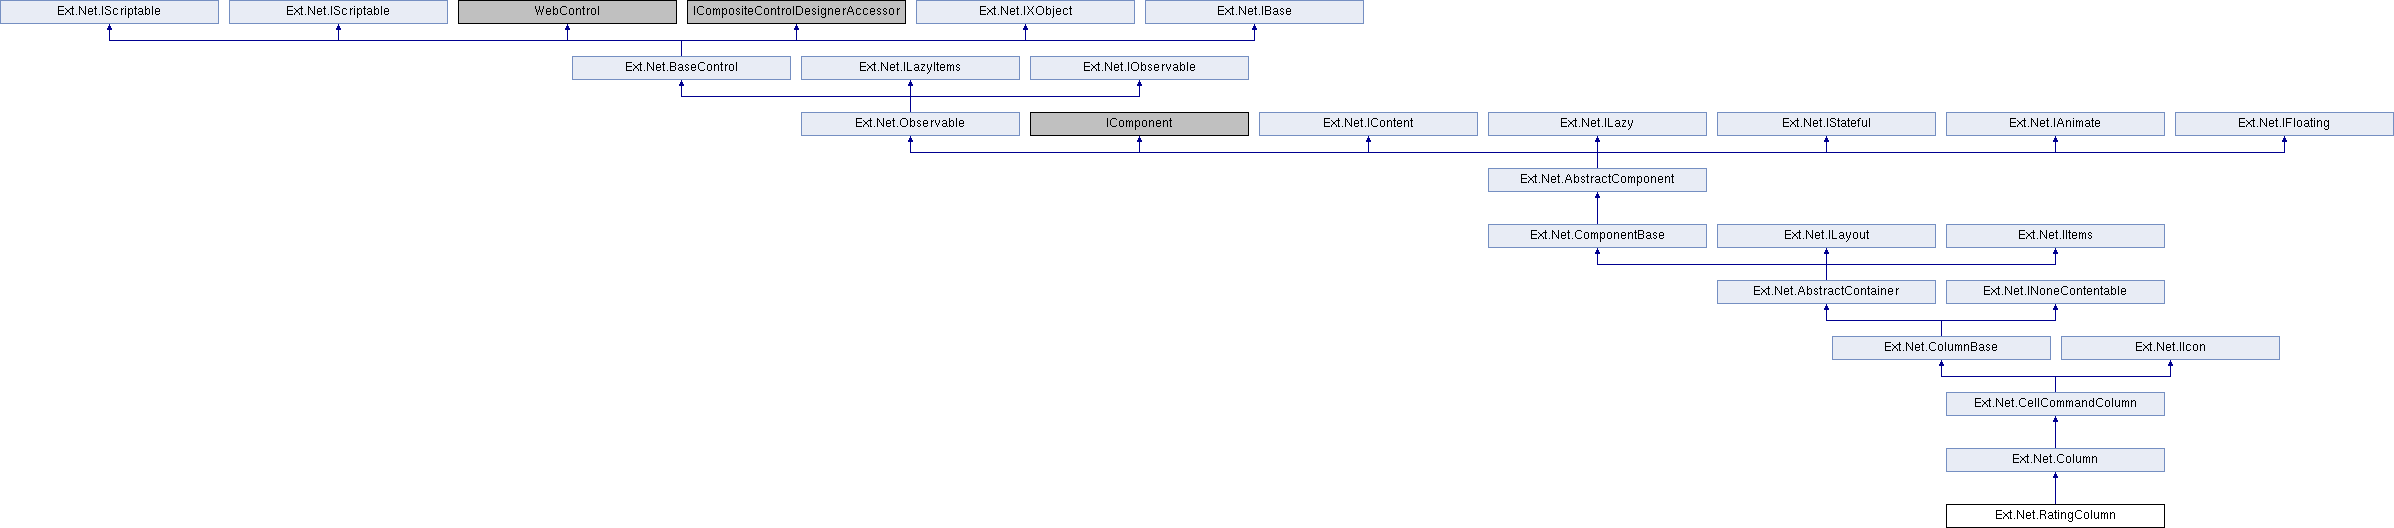 Ext.Net.IScriptable
Ext.Net.IScriptable
WebControl
ICompositeControlDesignerAccessor
Ext.Net.IXObject
Ext.Net.IBase
Ext.Net.BaseControl
Ext.Net.ILazyItems
Ext.Net.IObservable
Ext.Net.Observable
IComponent
Ext.Net.IContent
Ext.Net.ILazy
Ext.Net.IStateful
Ext.Net.IAnimate
Ext.Net.IFloating
Ext.Net.AbstractComponent
Ext.Net.ComponentBase
Ext.Net.ILayout
Ext.Net.IItems
Ext.Net.AbstractContainer
Ext.Net.INoneContentable
Ext.Net.ColumnBase
Ext.Net.IIcon
Ext.Net.CellCommandColumn
Ext.Net.Column
Ext.Net.RatingColumn